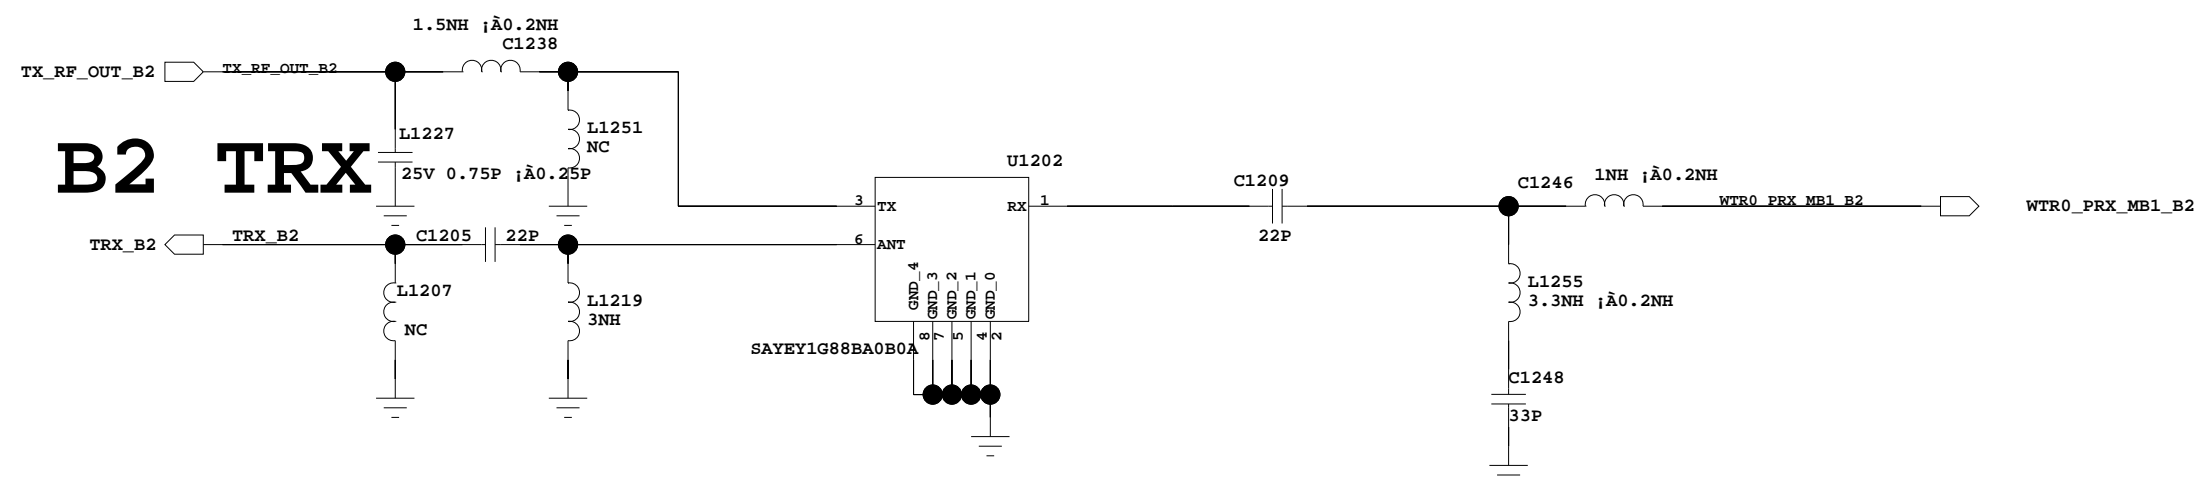 1.5NH ¡À0.2NH
C1238
TX_RF_OUT_B2
TX_RF_OUT_B2
L1227
L1251
NC
B2 TRX
25V 0.75P ¡À0.25P
U1202
C1209
C1246
1NH ¡À0.2NH
3
TX
RX
1
WTR0_PRX_MB1_B2
WTR0_PRX_MB1_B2
TRX_B2
TRX_B2
C1205
22P
6
ANT
22P
GND_4
GND_3
GND_2
GND_1
GND_0
L1207
NC
L1219
3NH
L1255
3.3NH ¡À0.2NH
8
7
5
4
2
SAYEY1G88BA0B0A
C1248
33P